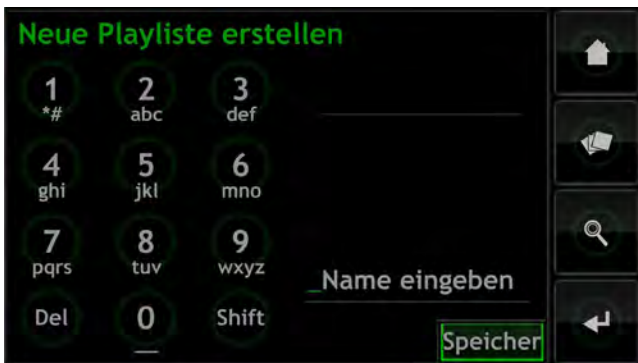 Neue Playliste erstellen
1 2 3
*# abc def
4 5 6
ghi jkl mno
7 8 9
pqrs tuv wxyz
_Name eingeben
Del 0 Shift
Speicher